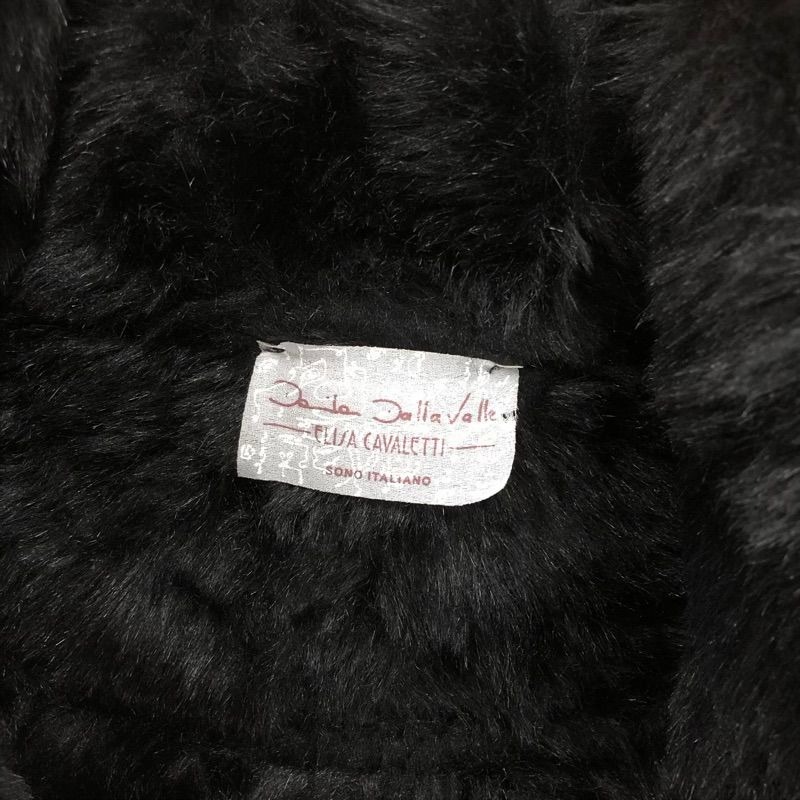 Daniela Dallavalle
ELISA CAVALETTI
SONO ITALIANO